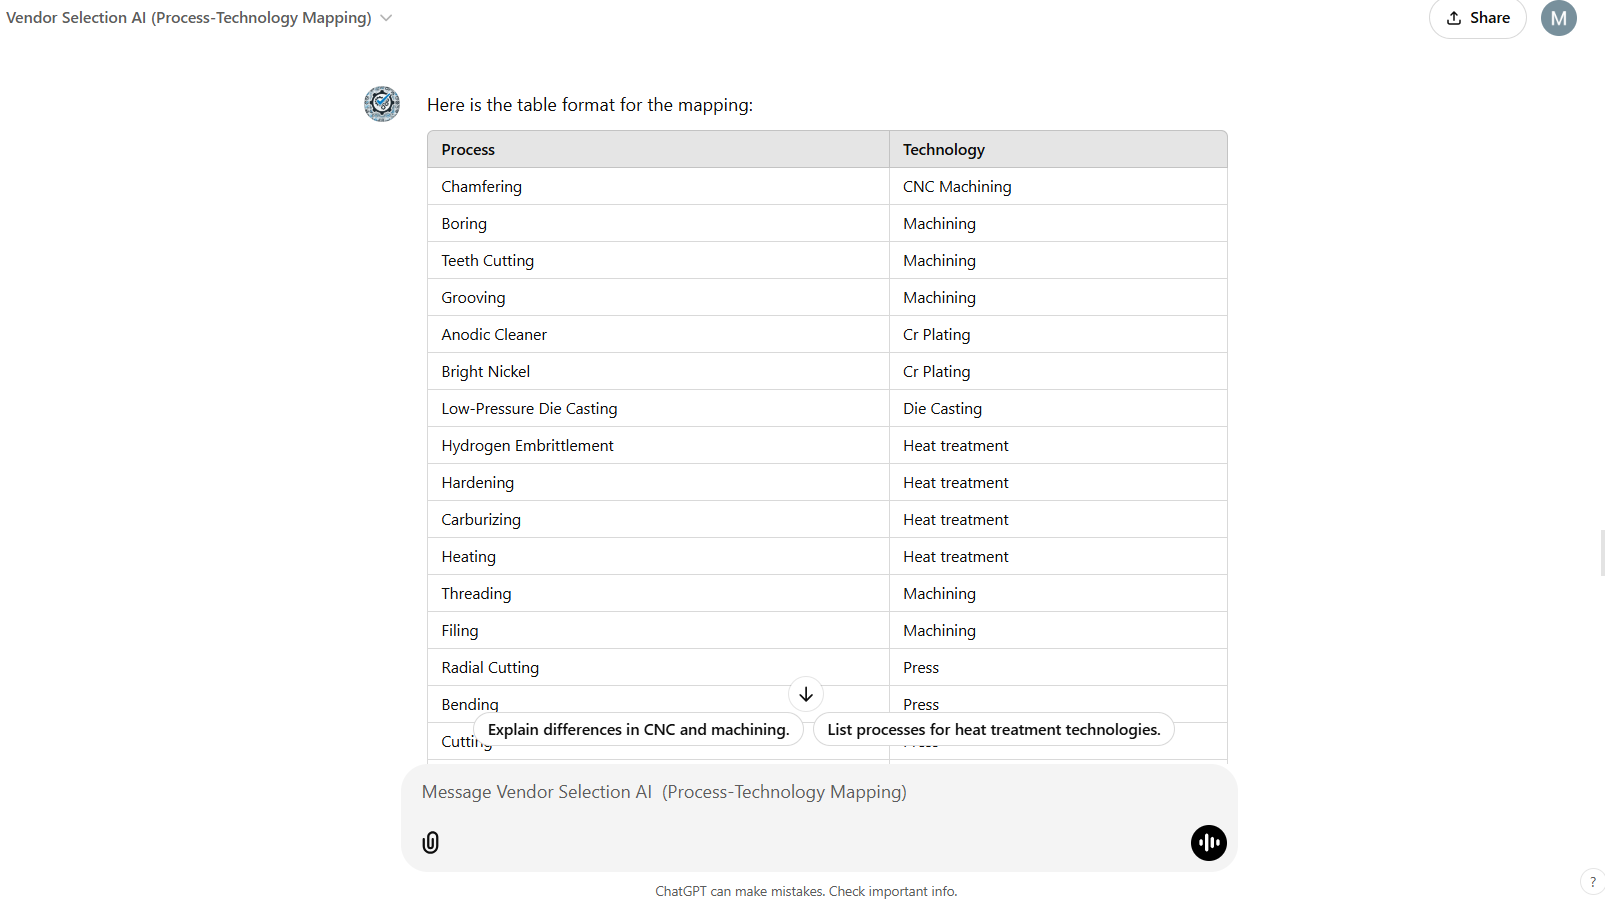 Vendor Selection AI (Process-Technology Mapping)
Share
M
Here is the table format for the mapping:
Process Technology
Chamfering CNC Machining
Boring Machining
Teeth Cutting Machining
Grooving Machining
Anodic Cleaner Cr Plating
Bright Nickel Cr Plating
Low-Pressure Die Casting Die Casting
Hydrogen Embrittlement Heat treatment
Hardening Heat treatment
Carburizing Heat treatment
Heating Heat treatment
Threading Machining
Filing Machining
Radial Cutting Press
Bending Press
Explain differences in CNC and machining. List processes for heat treatment technologies.
Cutting
Message Vendor Selection AI (Process-Technology Mapping)
ChatGPT can make mistakes. Check important info.
?